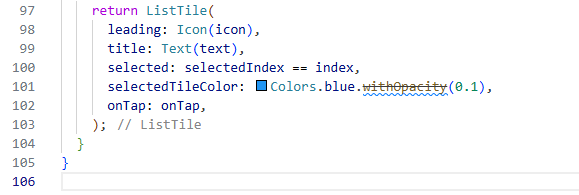 97 return ListTile(
98 leading: Icon(icon),
99 title: Text(text),
100 selected: selectedIndex == index,
101 selectedTileColor: Colors.blue.withOpacity(0.1),
102 onTap: onTap,
103 ); // ListTile
104 }
105 }
106